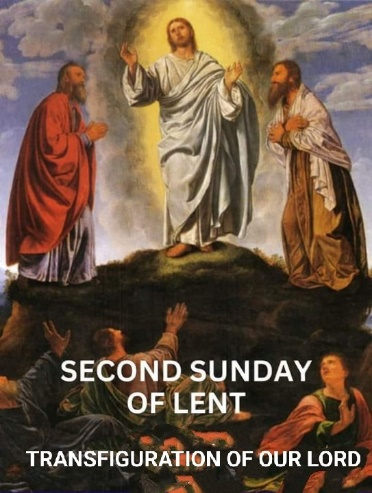 SECOND SUNDAY
OF LENT
TRANSFIGURATION OF OUR LORD